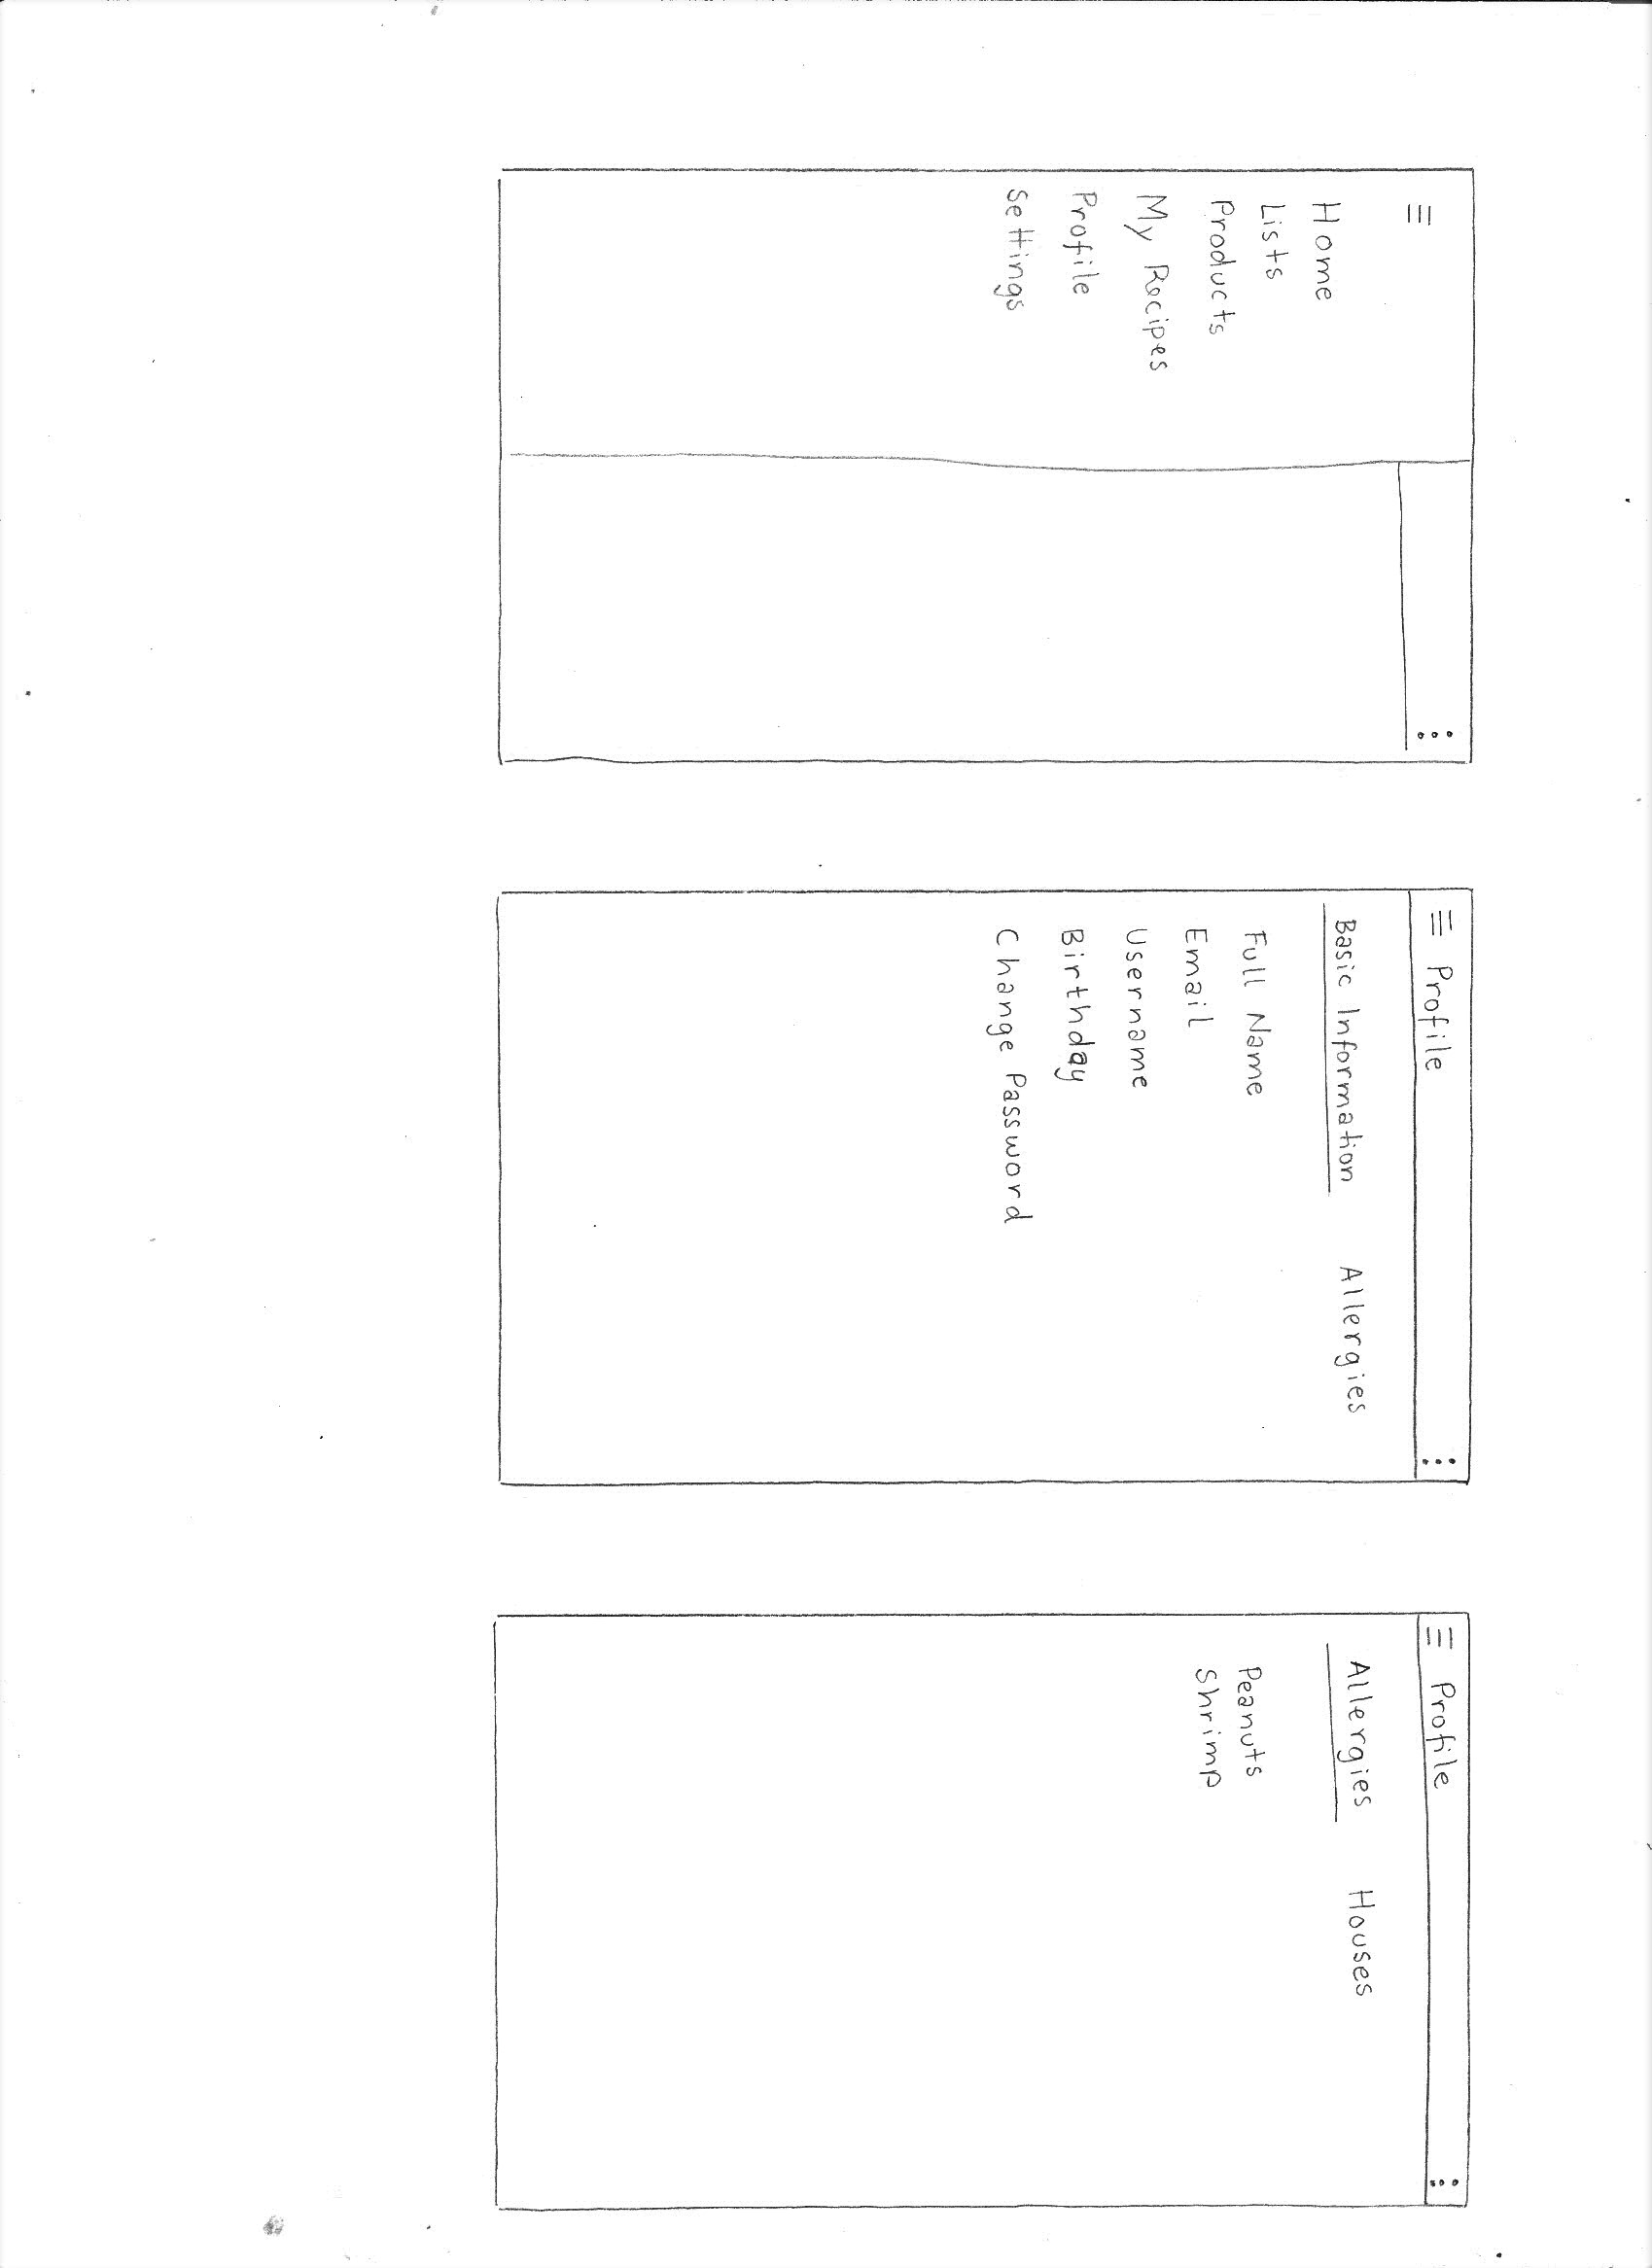 Home
Lists
Products
My Recipes
Profile
Settings
Profile
Basic Information Allergies
Full Name
Email
Username
Birthday
Change Password
Profile
Allergies Houses
Peanuts
Shrimp